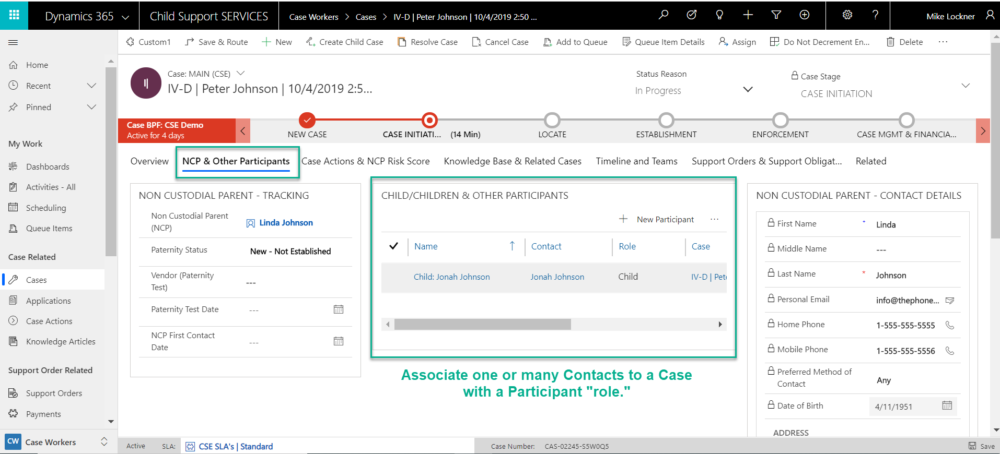 Dynamics 365
Child Support SERVICES
Case Workers > Cases > IV-D | Peter Johnson | 10/4/2019 2:50 ...
Mike Lockner
Custom1
Save & Route
New
Create Child Case
Resolve Case
Cancel Case
Add to Queue
Queue Item Details
Assign
Do Not Decrement En...
Delete
...
Home
Recent
Pinned
My Work
Dashboards
Activities - All
Scheduling
Queue Items
Case Related
Cases
Applications
Case Actions
Knowledge Articles
Support Order Related
Support Orders
Payments
CW Case Workers
Case: MAIN (CSE)
IV-D | Peter Johnson | 10/4/2019 2:5...
Status Reason
In Progress
Case Stage
CASE INITIATION
Case BPF: CSE Demo
Active for 4 days
NEW CASE
CASE INITIATI... (14 Min)
LOCATE
ESTABLISHMENT
ENFORCEMENT
CASE MGMT & FINANCIA...
Overview
NCP & Other Participants
Case Actions & NCP Risk Score
Knowledge Base & Related Cases
Timeline and Teams
Support Orders & Support Obligat...
Related
NON CUSTODIAL PARENT - TRACKING
Non Custodial Parent
(NCP)
Linda Johnson
Paternity Status
New - Not Established
Vendor (Paternity
Test)
---
Paternity Test Date
---
NCP First Contact
Date
---
CHILD/CHILDREN & OTHER PARTICIPANTS
+ New Participant ...
Name
Contact
Role
Case
Child: Jonah Johnson
Jonah Johnson
Child
IV-D | Pete
Associate one or many Contacts to a Case
with a Participant "role."
NON CUSTODIAL PARENT - CONTACT DETAILS
First Name + Linda
Middle Name ---
Last Name * Johnson
Personal Email info@thephone...
Home Phone 1-555-555-5555
Mobile Phone 1-555-555-5556
Preferred Method of
Contact
Any
Date of Birth 4/11/1951
ADDRESS
Active
SLA:
CSE SLA's | Standard
Case Number: CAS-02245-S5W0Q5
Save